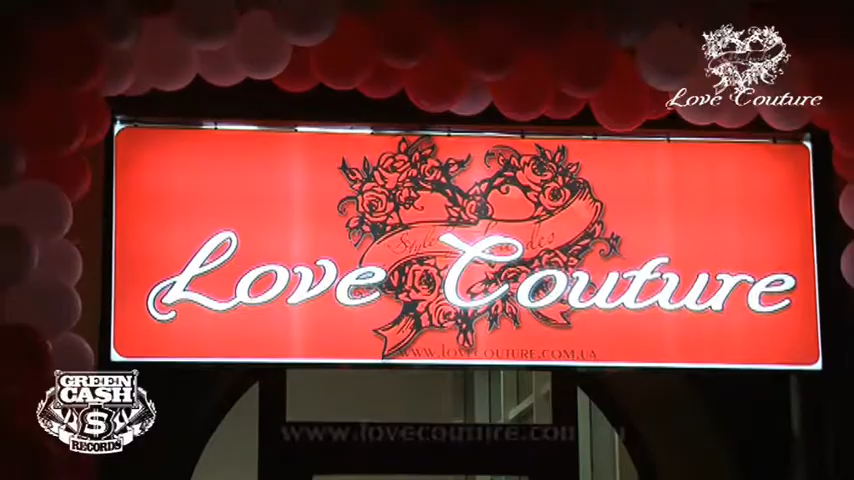 Love Couture
Style
Love Couture
WWW.LOVECOUTURE.COM.UA
GREEN
CASH
$
RECORDS
www.lovecouture.com